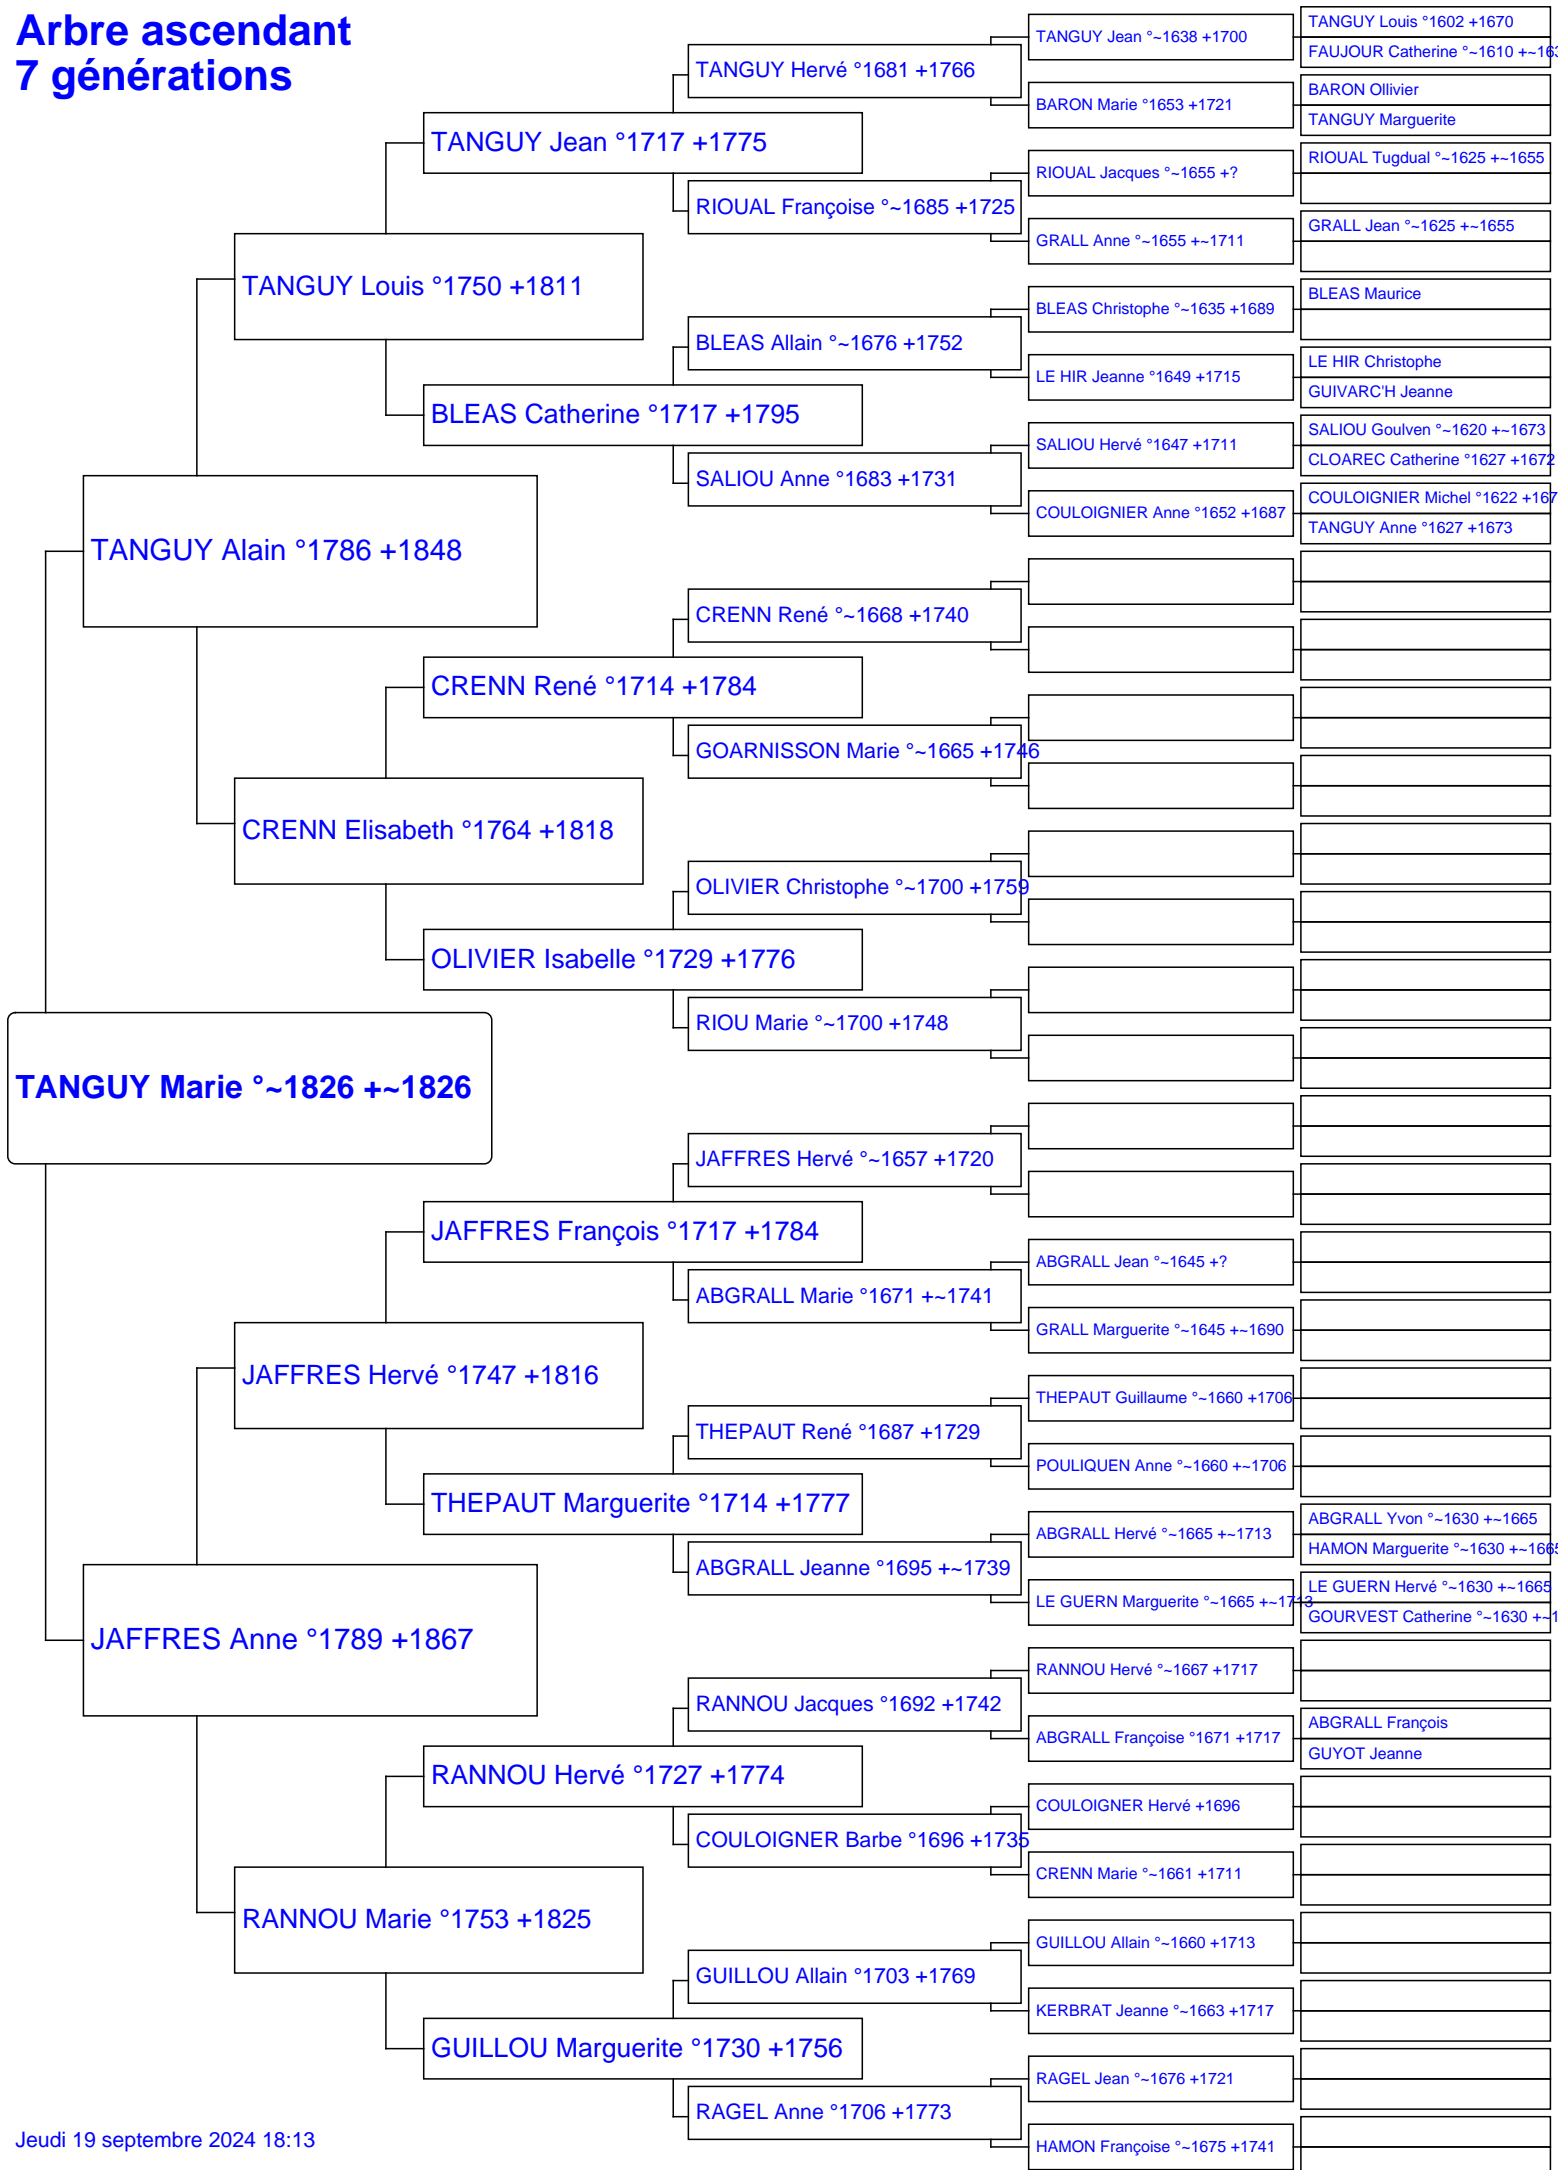 Arbre ascendant
7 générations
TANGUY Marie °~1826 +~1826
TANGUY Alain °1786 +1848
JAFFRES Anne °1789 +1867
TANGUY Louis °1750 +1811
CRENN Elisabeth °1764 +1818
JAFFRES Hervé °1747 +1816
RANNOU Marie °1753 +1825
TANGUY Jean °1717 +1775
BLEAS Catherine °1717 +1795
CRENN René °1714 +1784
OLIVIER Isabelle °1729 +1776
JAFFRES François °1717 +1784
THEPAUT Marguerite °1714 +1777
RANNOU Hervé °1727 +1774
GUILLOU Marguerite °1730 +1756
TANGUY Hervé °1681 +1766
RIOUAL Françoise °~1685 +1725
BLEAS Allain °~1676 +1752
SALIOU Anne °1683 +1731
CRENN René °~1668 +1740
GOARNISSON Marie °~1665 +1746
OLIVIER Christophe °~1700 +1759
RIOU Marie °~1700 +1748
JAFFRES Hervé °~1657 +1720
ABGRALL Marie °1671 +~1741
THEPAUT René °1687 +1729
ABGRALL Jeanne °1695 +~1739
RANNOU Jacques °1692 +1742
COULOIGNER Barbe °1696 +1735
GUILLOU Allain °1703 +1769
RAGEL Anne °1706 +1773
TANGUY Jean °~1638 +1700
BARON Marie °1653 +1721
RIOUAL Jacques °~1655 +?
GRALL Anne °~1655 +~1711
BLEAS Christophe °~1635 +1689
LE HIR Jeanne °1649 +1715
SALIOU Hervé °1647 +1711
COULOIGNIER Anne °1652 +1687
ABGRALL Jean °~1645 +?
GRALL Marguerite °~1645 +~1690
THEPAUT Guillaume °~1660 +1706
POULIQUEN Anne °~1660 +~1706
ABGRALL Hervé °~1665 +~1713
LE GUERN Marguerite °~1665 +~1713
RANNOU Hervé °~1667 +1717
ABGRALL Françoise °1671 +1717
COULOIGNER Hervé +1696
CRENN Marie °~1661 +1711
GUILLOU Allain °~1660 +1713
KERBRAT Jeanne °~1663 +1717
RAGEL Jean °~1676 +1721
HAMON Françoise °~1675 +1741
TANGUY Louis °1602 +1670
FAUJOUR Catherine °~1610 +~163
BARON Ollivier
TANGUY Marguerite
RIOUAL Tugdual °~1625 +~1655
GRALL Jean °~1625 +~1655
BLEAS Maurice
LE HIR Christophe
GUIVARC'H Jeanne
SALIOU Goulven °~1620 +~1673
CLOAREC Catherine °1627 +1672
COULOIGNIER Michel °1622 +167
TANGUY Anne °1627 +1673
ABGRALL Yvon °~1630 +~1665
HAMON Marguerite °~1630 +~1665
LE GUERN Hervé °~1630 +~1665
GOURVEST Catherine °~1630 +~1
ABGRALL François
GUYOT Jeanne
Jeudi 19 septembre 2024 18:13